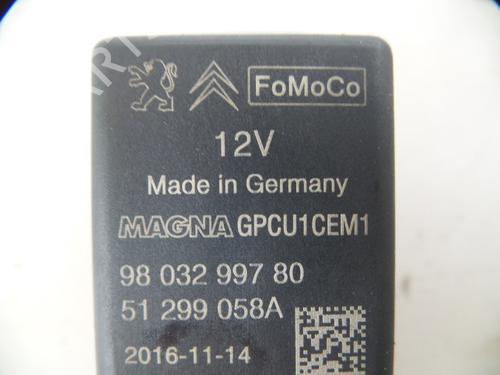 FoMoCo
12V
Made in Germany
MAGNA GPCU1CEM1
98 032 997 80
51 299 058A
2016-11-14